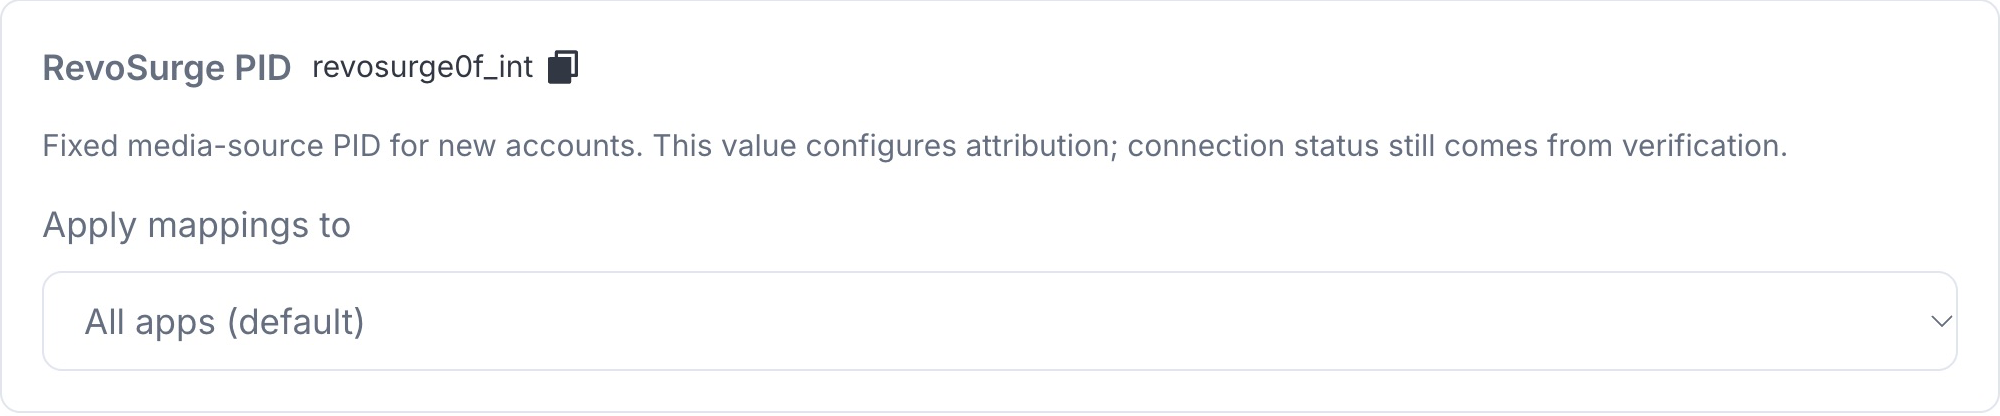 RevoSurge PID revosurge0f_int
Fixed media-source PID for new accounts. This value configures attribution; connection status still comes from verification.
Apply mappings to
All apps (default)